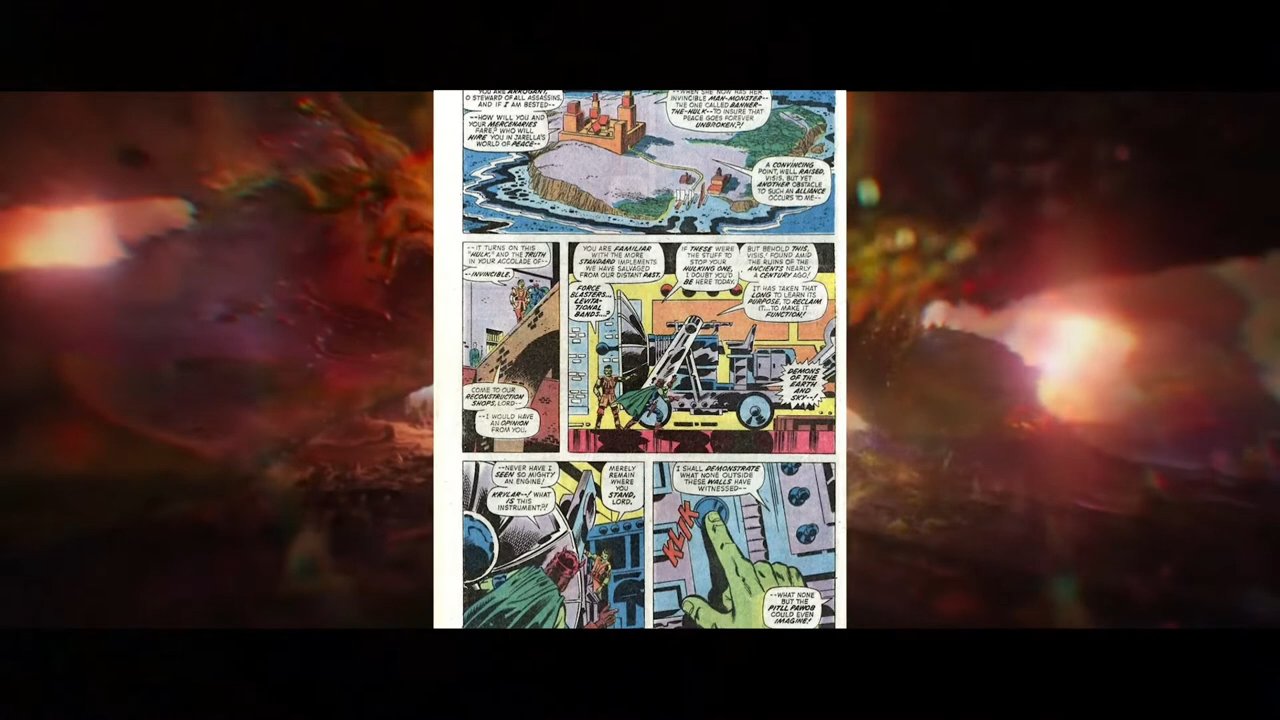 YOU ARE ARROGANT,
O STEWARD OF ALL ASSASSINS,
AND IF I AM BESTED--
--HOW WILL YOU AND
YOUR MERCENARIES
FARE? WHO WILL
HIRE YOU IN JARELLA'S
WORLD OF PEACE--
--WHEN SHE NOW HAS HER
INVINCIBLE MAN-MONSTER--
THE ONE CALLED BANNER-
THE-HULK--TO INSURE THAT
PEACE GOES FOREVER
UNBROKEN?!
A CONVINCING
POINT, WELL RAISED,
VISIS. BUT YET
ANOTHER OBSTACLE
TO SUCH AN ALLIANCE
OCCURS TO ME--
--IT TURNS ON THIS
"HULK," AND THE TRUTH
IN YOUR ACCOLADE OF--
--INVINCIBLE.
COME TO OUR
RECONSTRUCTION
SHOPS, LORD--
--I WOULD HAVE
AN OPINION
FROM YOU.
YOU ARE FAMILIAR
WITH THE MORE
STANDARD IMPLEMENTS
WE HAVE SALVAGED
FROM OUR DISTANT PAST.
FORCE
BLASTERS...
LEVITA-
TIONAL
BANDS...?
IF THESE WERE
THE STUFF TO
STOP YOUR
HULKING ONE,
I DOUBT YOU'D
BE HERE TODAY.
BUT BEHOLD THIS,
VISIS! FOUND AMID
THE RUINS OF THE
ANCIENTS NEARLY
A CENTURY AGO!
IT HAS TAKEN THAT
LONG TO LEARN ITS
PURPOSE, TO RECLAIM
IT...TO MAKE IT
FUNCTION!
DEMONS
OF THE
EARTH
AND
SKY--!
--NEVER HAVE I
SEEN SO MIGHTY
AN ENGINE!
KRYLAR--! WHAT
IS THIS
INSTRUMENT?!
MERELY
REMAIN
WHERE
YOU
STAND,
LORD.
I SHALL DEMONSTRATE
WHAT NONE OUTSIDE
THESE WALLS HAVE
WITNESSED--
KLIK
--WHAT NONE
BUT THE
PITLL PAWOB
COULD EVEN
IMAGINE!